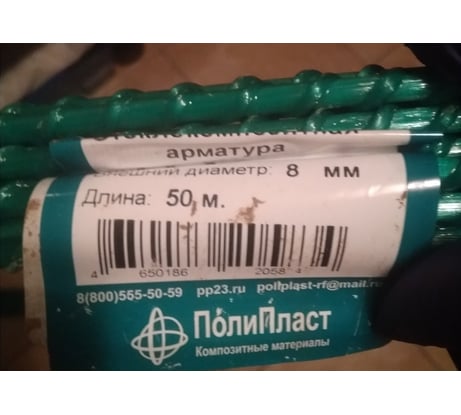 арматура
Внешний диаметр: 8 мм
Длина: 50 м.
4 650186 2058 4
8(800)555-50-59 pp23.ru poliplast-rf@mail.ru
ПолиПласт
Композитные материалы